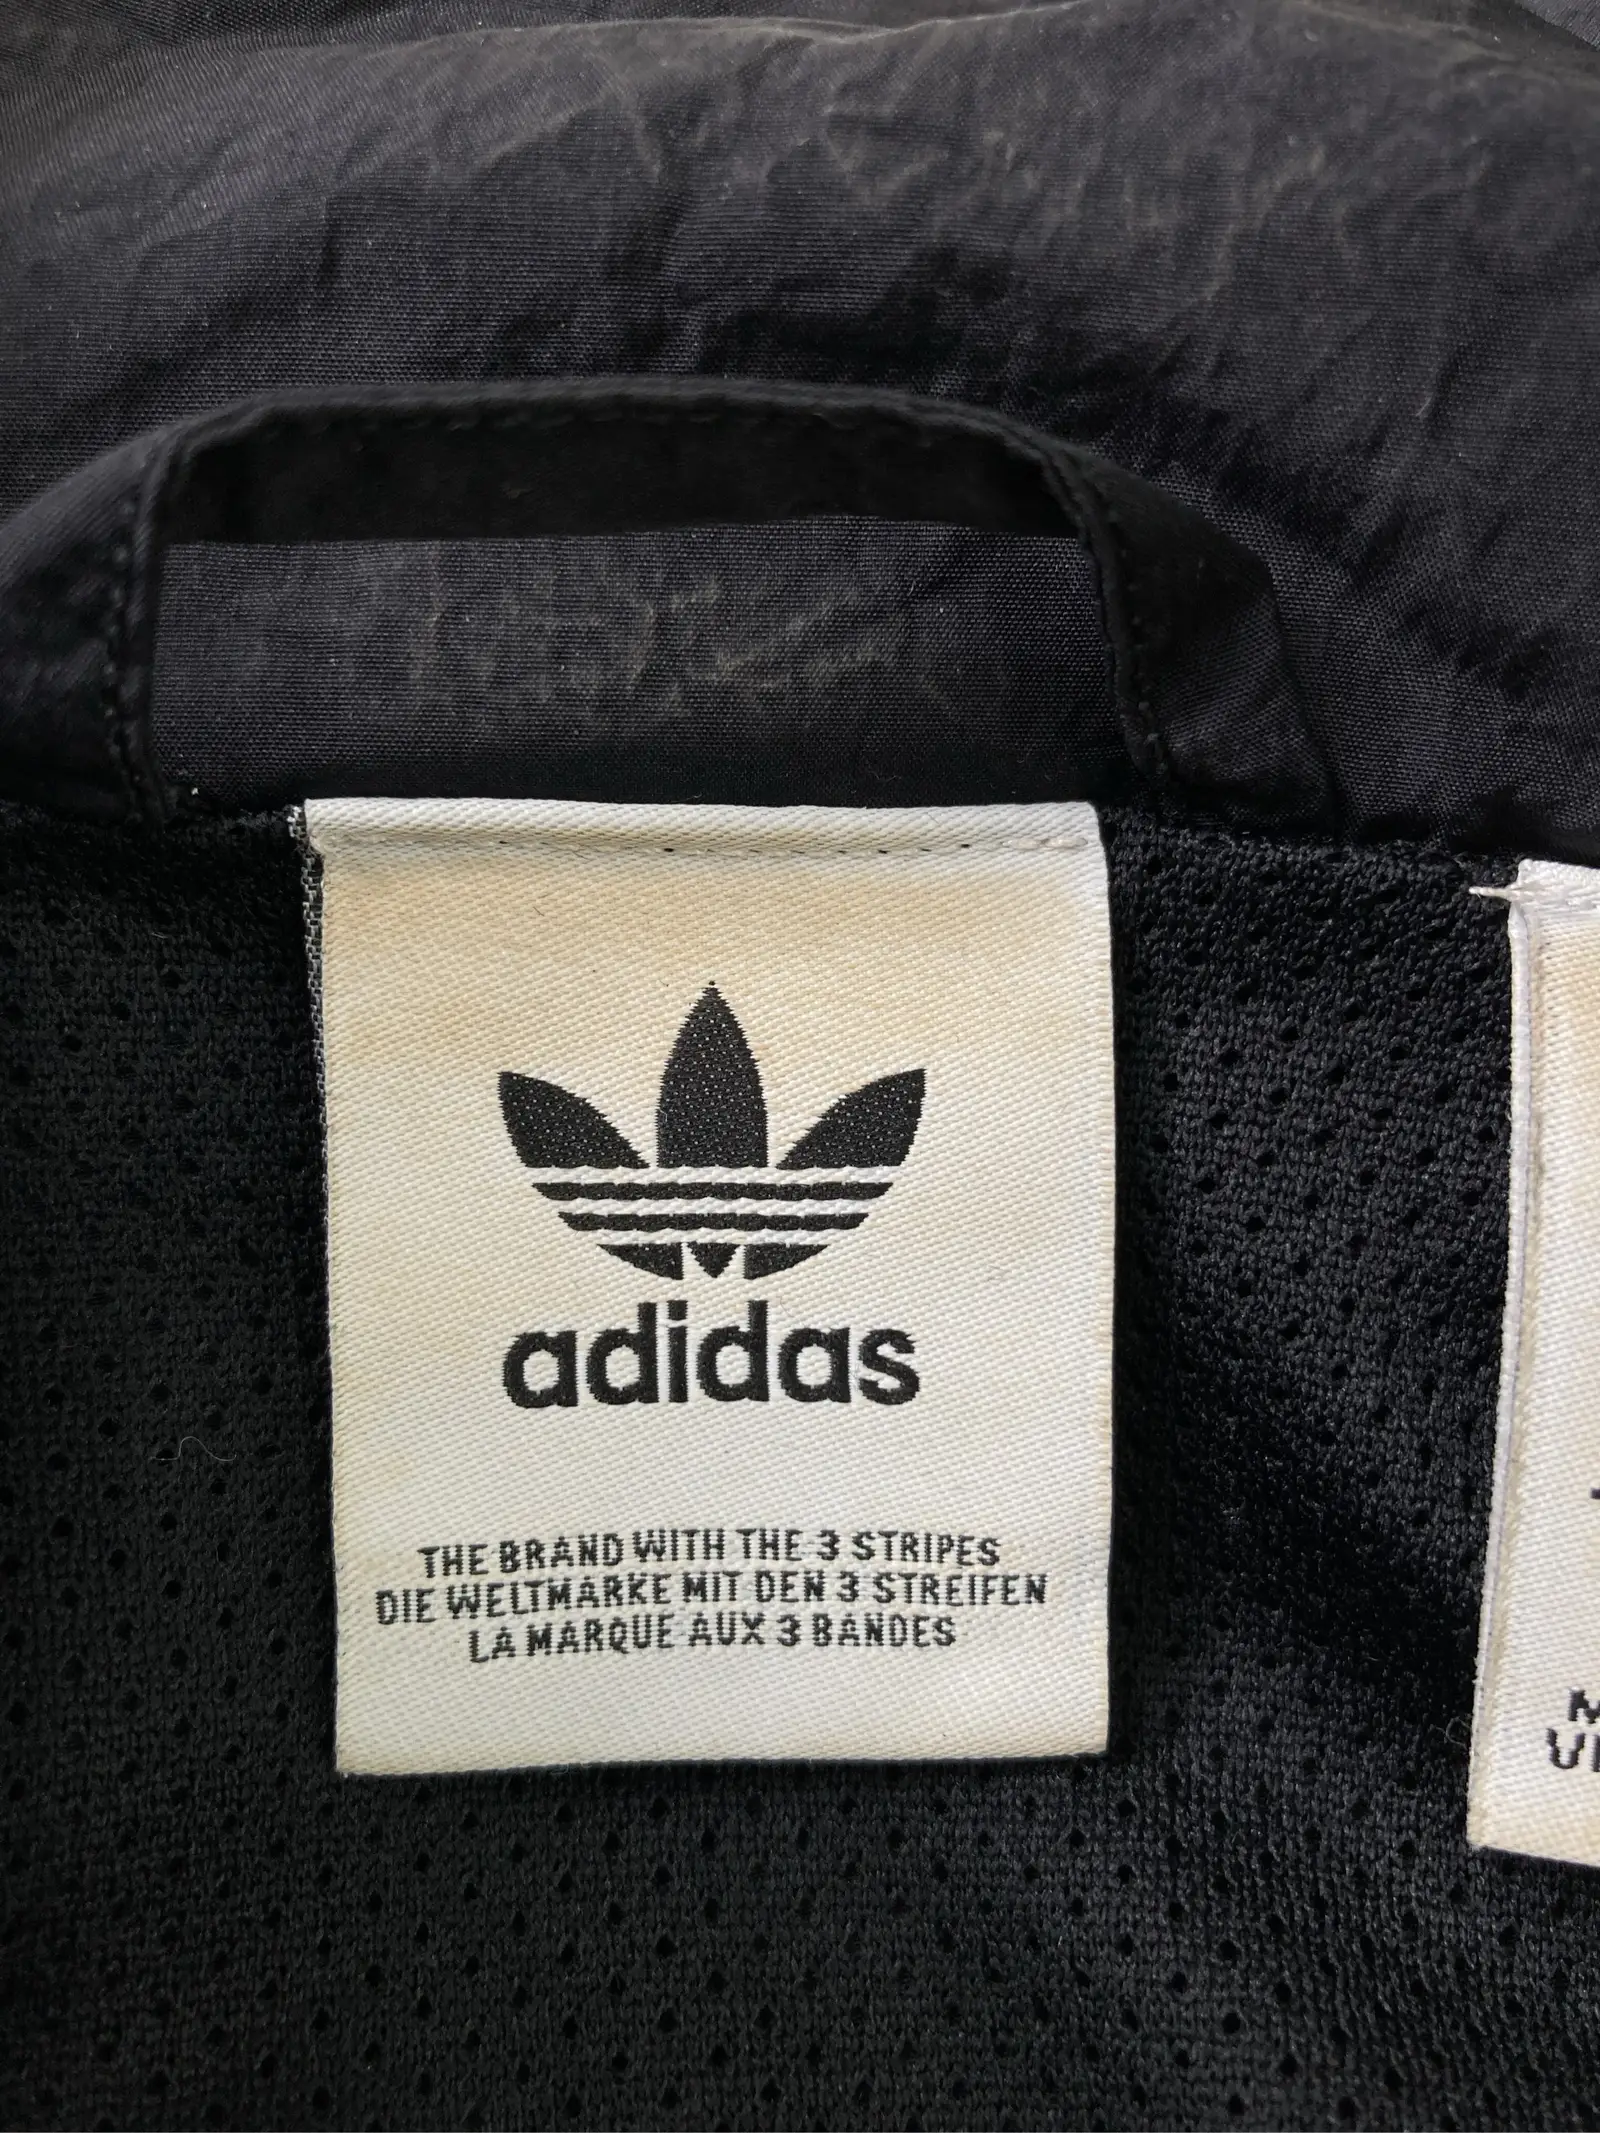 adidas
THE BRAND WITH THE 3 STRIPES
DIE WELTMARKE MIT DEN 3 STREIFEN
LA MARQUE AUX 3 BANDES